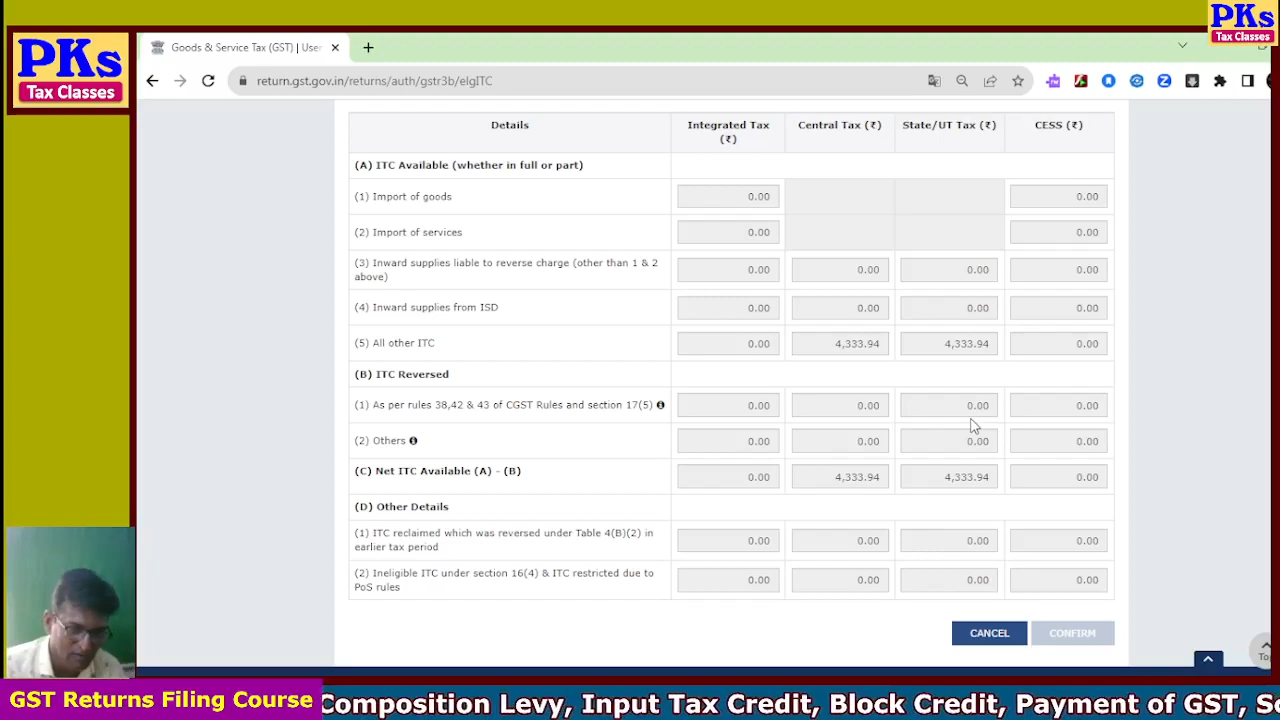 PKs
Tax Classes
PKs
Tax Classes
Goods & Service Tax (GST) | User
return.gst.gov.in/returns/auth/gstr3b/elgITC
Details Integrated Tax (₹) Central Tax (₹) State/UT Tax (₹) CESS (₹)
(A) ITC Available (whether in full or part)
(1) Import of goods 0.00 0.00
(2) Import of services 0.00 0.00
(3) Inward supplies liable to reverse charge (other than 1 & 2 above) 0.00 0.00 0.00 0.00
(4) Inward supplies from ISD 0.00 0.00 0.00 0.00
(5) All other ITC 0.00 4,333.94 4,333.94 0.00
(B) ITC Reversed
(1) As per rules 38,42 & 43 of CGST Rules and section 17(5) 0.00 0.00 0.00 0.00
(2) Others 0.00 0.00 0.00 0.00
(C) Net ITC Available (A) - (B) 0.00 4,333.94 4,333.94 0.00
(D) Other Details
(1) ITC reclaimed which was reversed under Table 4(B)(2) in earlier tax period 0.00 0.00 0.00 0.00
(2) Ineligible ITC under section 16(4) & ITC restricted due to PoS rules 0.00 0.00 0.00 0.00
CANCEL CONFIRM
Top
GST Returns Filing Course Composition Levy, Input Tax Credit, Block Credit, Payment of GST, Se